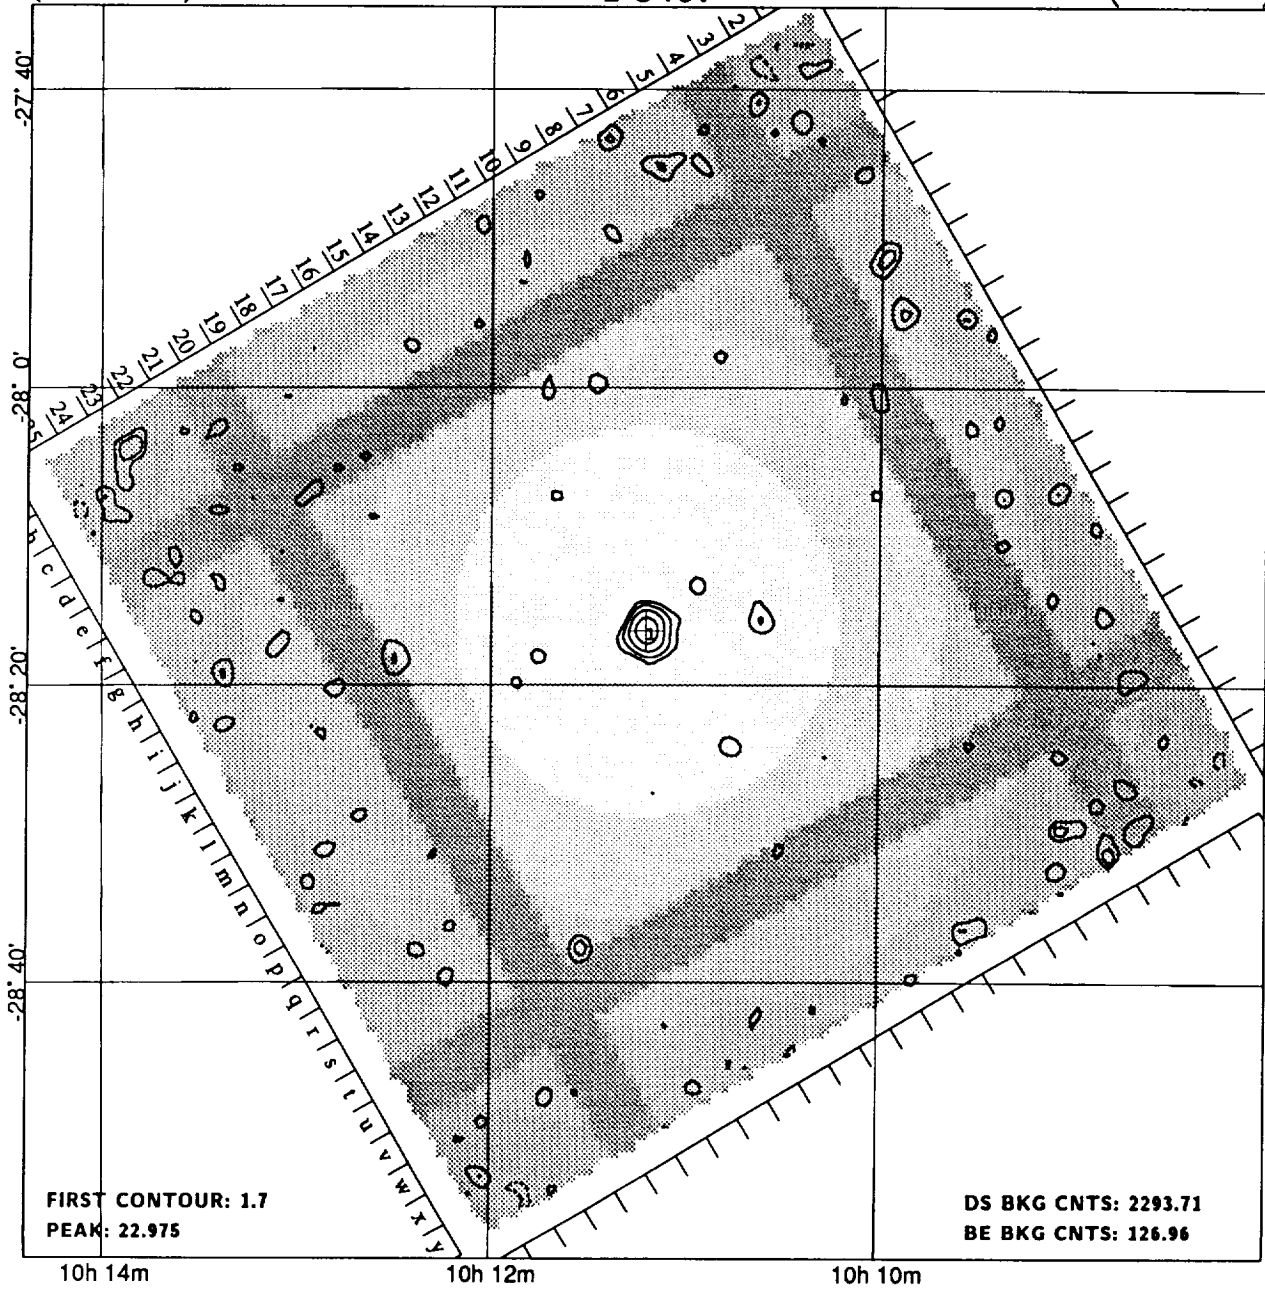 -27° 40'
-28° 0'
-28° 20'
-28° 40'
2 3 4 5 6 7 8 9 10 11 12 13 14 15 16 17 18 19 20 21 22 23 24
b c d e f g h i j k l m n o p q r s t u v w x y
FIRST CONTOUR: 1.7
PEAK: 22.975
DS BKG CNTS: 2293.71
BE BKG CNTS: 126.96
10h 14m
10h 12m
10h 10m